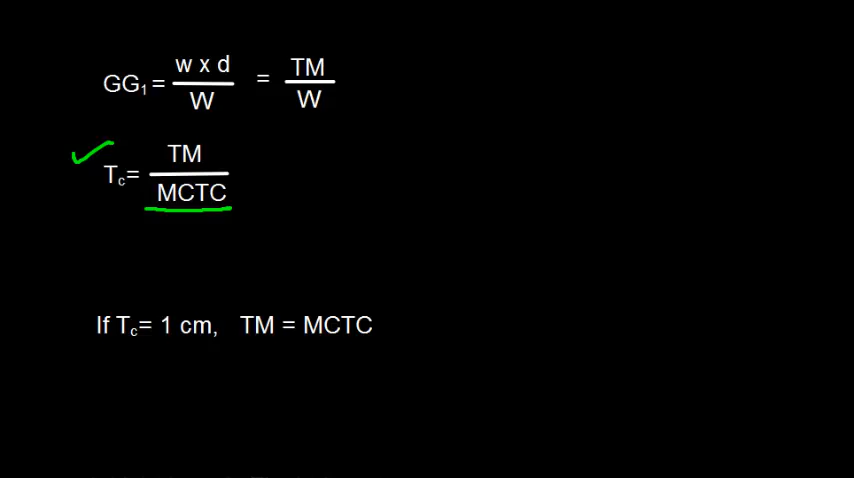 GG₁ = w x d / W = TM / W
T꜀= TM / MCTC
If T꜀= 1 cm, TM = MCTC